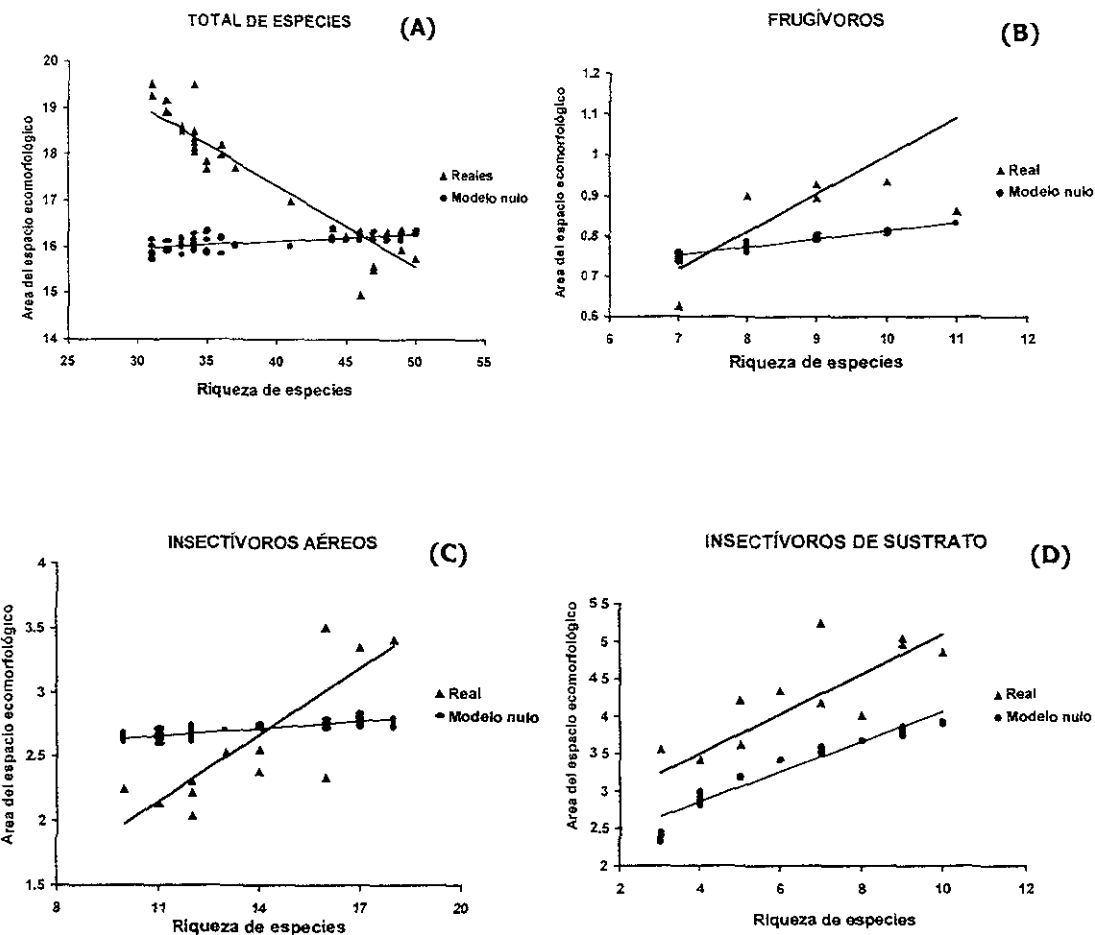 TOTAL DE ESPECIES
(A)
20
19
18
17
16
15
14
Area del espacio ecomorfológico
25
30
35
40
45
50
55
Riqueza de especies
Reales
Modelo nulo
FRUGÍVOROS
(B)
1.2
1.1
1
0.9
0.8
0.7
0.6
Area del espacio ecomorfológico
6
7
8
9
10
11
12
Riqueza de especies
Real
Modelo nulo
INSECTÍVOROS AÉREOS
(C)
4
3.5
3
2.5
2
1.5
Area del espacio ecomorfológico
8
11
14
17
20
Riqueza de especies
Real
Modelo nulo
INSECTÍVOROS DE SUSTRATO
(D)
5.5
5
4.5
4
3.5
3
2.5
2
Area del espacio ecomorfológico
2
4
6
8
10
12
Riqueza de especies
Real
Modelo nulo